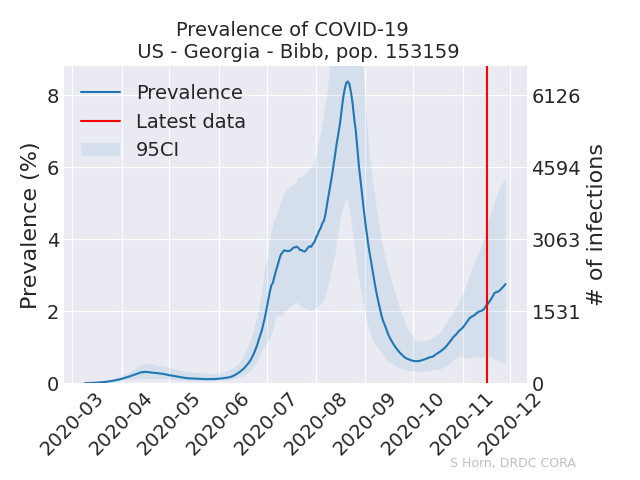 Prevalence of COVID-19
US - Georgia - Bibb, pop. 153159
Prevalence
Latest data
95CI
Prevalence (%)
8
6
4
2
0
6126
4594
3063
1531
0
# of infections
2020-03
2020-04
2020-05
2020-06
2020-07
2020-08
2020-09
2020-10
2020-11
2020-12
S Horn, DRDC CORA